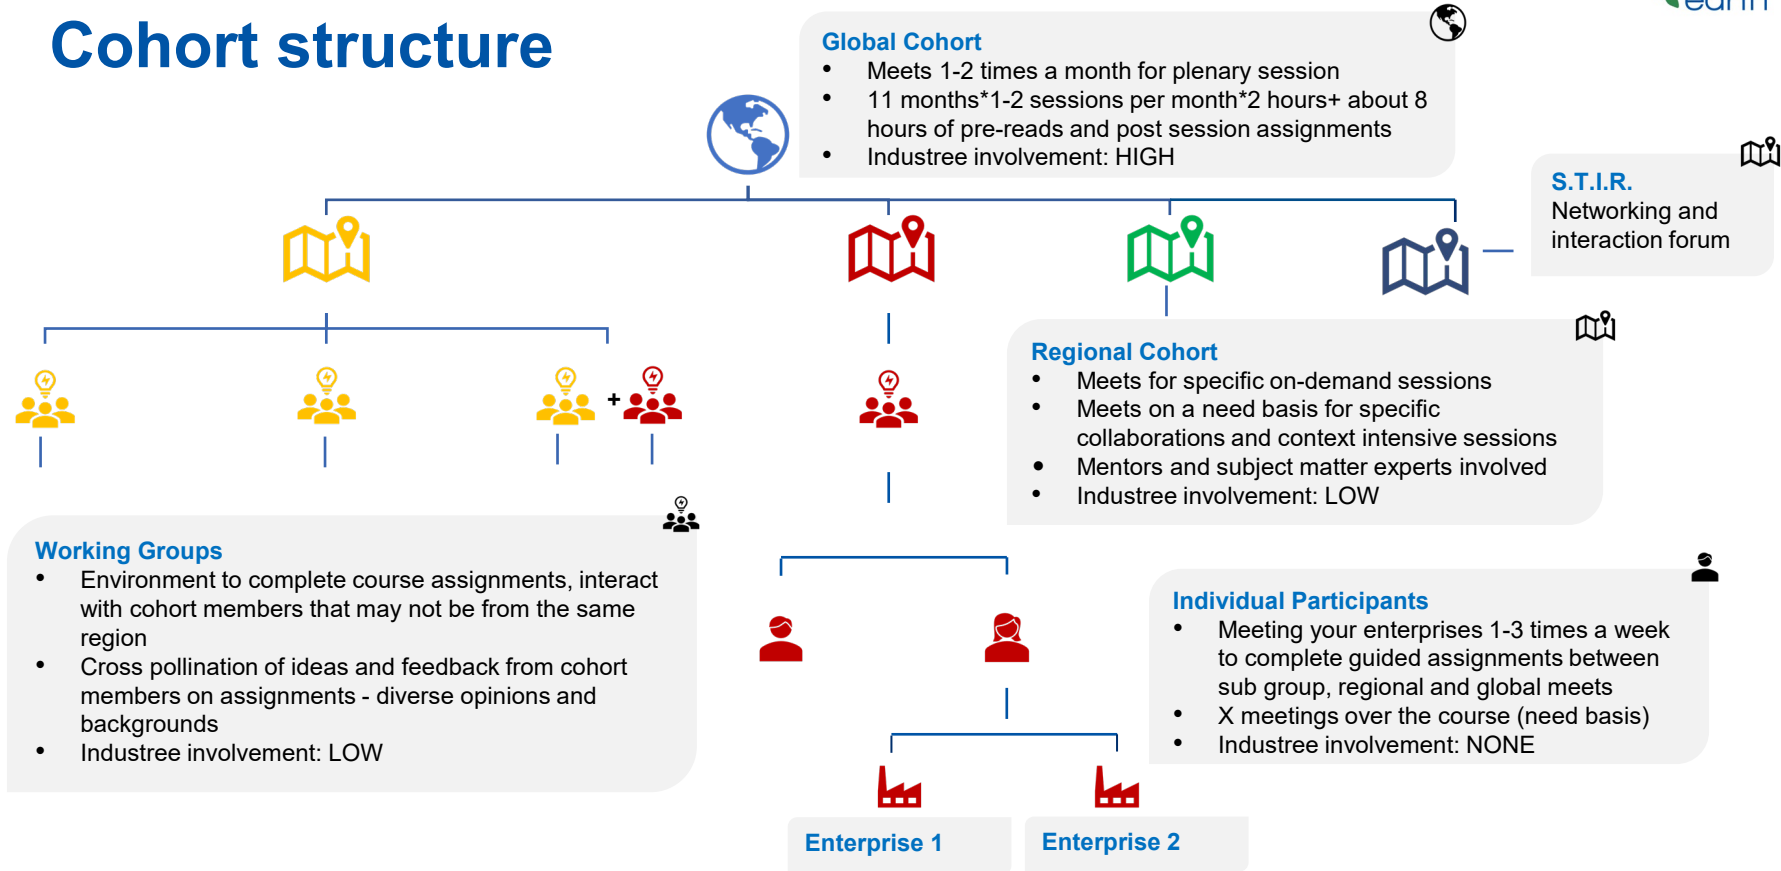 earth
Cohort structure
Global Cohort
• Meets 1-2 times a month for plenary session
• 11 months*1-2 sessions per month*2 hours+ about 8
hours of pre-reads and post session assignments
• Industree involvement: HIGH
S.T.I.R.
Networking and
interaction forum
Regional Cohort
• Meets for specific on-demand sessions
• Meets on a need basis for specific
collaborations and context intensive sessions
• Mentors and subject matter experts involved
• Industree involvement: LOW
+
Working Groups
• Environment to complete course assignments, interact
with cohort members that may not be from the same
region
• Cross pollination of ideas and feedback from cohort
members on assignments - diverse opinions and
backgrounds
• Industree involvement: LOW
Individual Participants
• Meeting your enterprises 1-3 times a week
to complete guided assignments between
sub group, regional and global meets
• X meetings over the course (need basis)
• Industree involvement: NONE
Enterprise 1
Enterprise 2